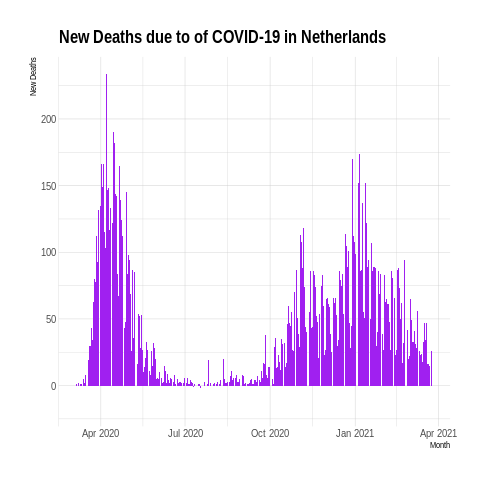 New Deaths due to of COVID-19 in Netherlands
New Deaths
200
150
100
50
0
Apr 2020
Jul 2020
Oct 2020
Jan 2021
Apr 2021
Month